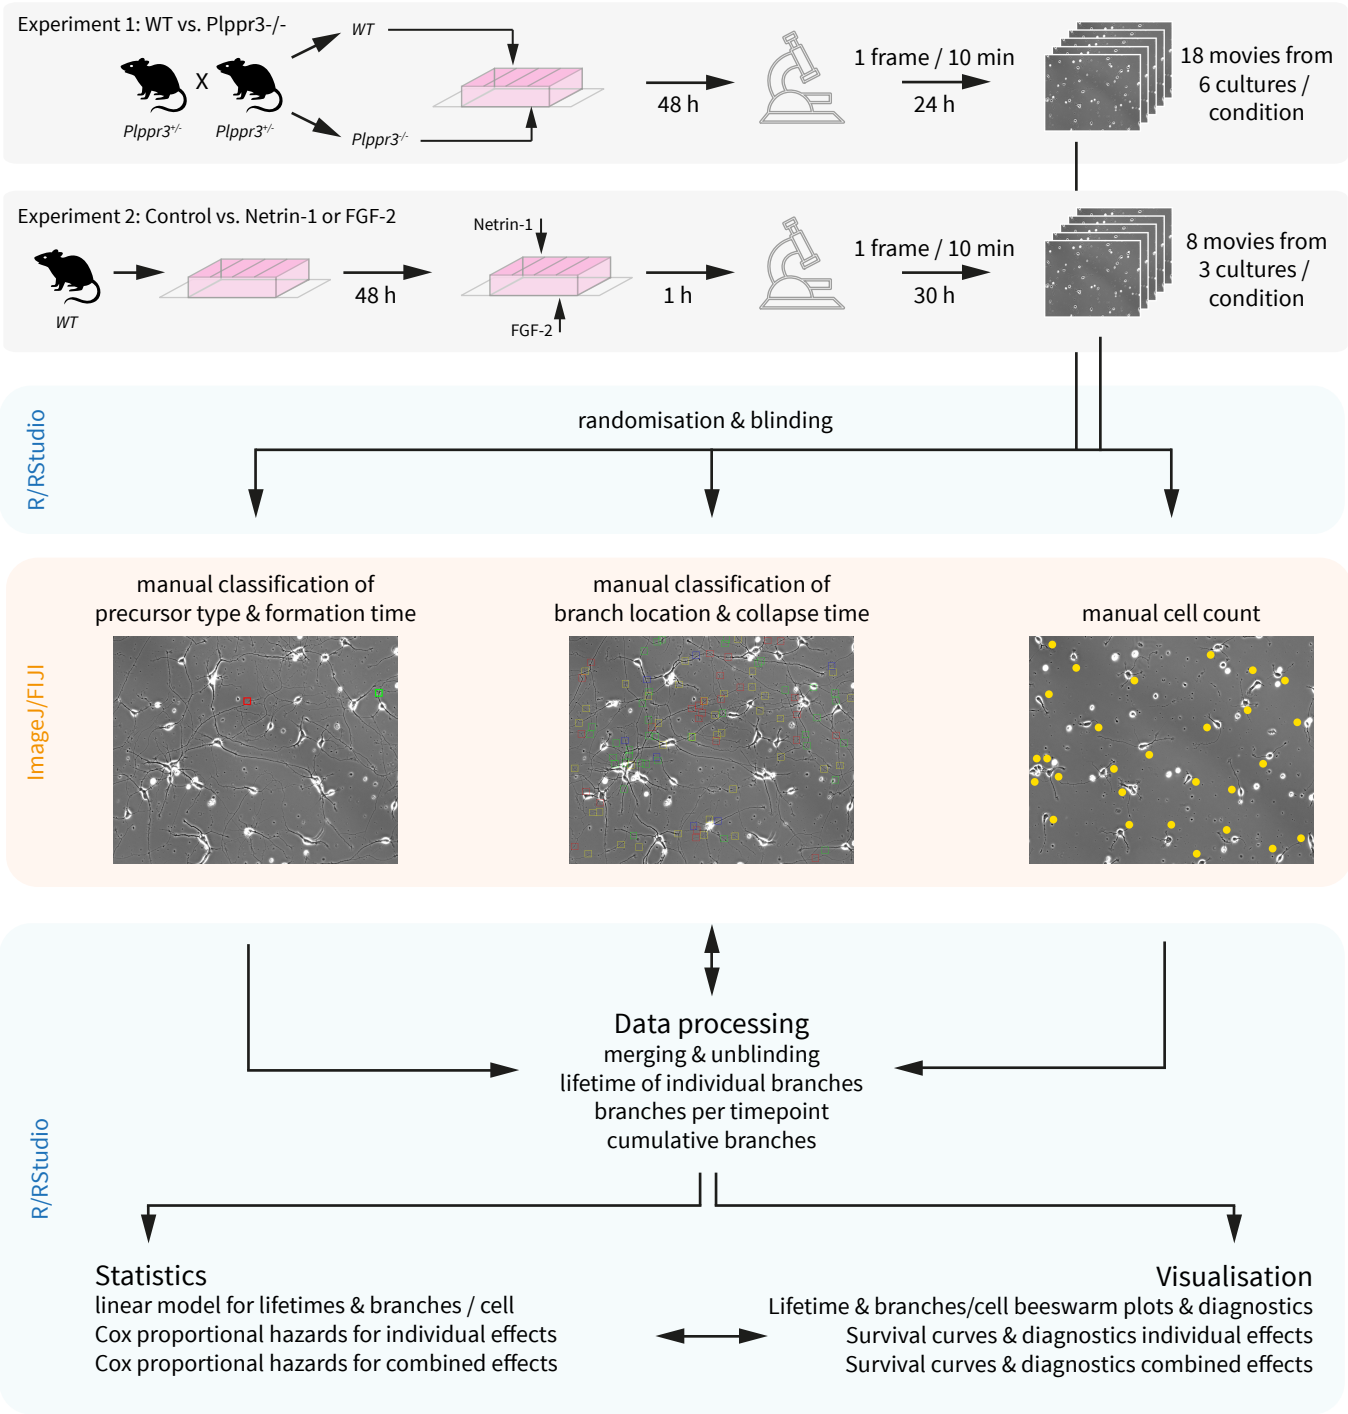 Experiment 1: WT vs. Plppr3-/-
WT
Plppr3+/-
X
Plppr3+/-
Plppr3-/-
48 h
1 frame / 10 min
24 h
18 movies from
6 cultures /
condition
Experiment 2: Control vs. Netrin-1 or FGF-2
WT
48 h
Netrin-1
FGF-2
1 h
1 frame / 10 min
30 h
8 movies from
3 cultures /
condition
R/RStudio
randomisation & blinding
ImageJ/FIJI
manual classification of
precursor type & formation time
manual classification of
branch location & collapse time
manual cell count
R/RStudio
Data processing
merging & unblinding
lifetime of individual branches
branches per timepoint
cumulative branches
Statistics
linear model for lifetimes & branches / cell
Cox proportional hazards for individual effects
Cox proportional hazards for combined effects
Visualisation
Lifetime & branches/cell beeswarm plots & diagnostics
Survival curves & diagnostics individual effects
Survival curves & diagnostics combined effects